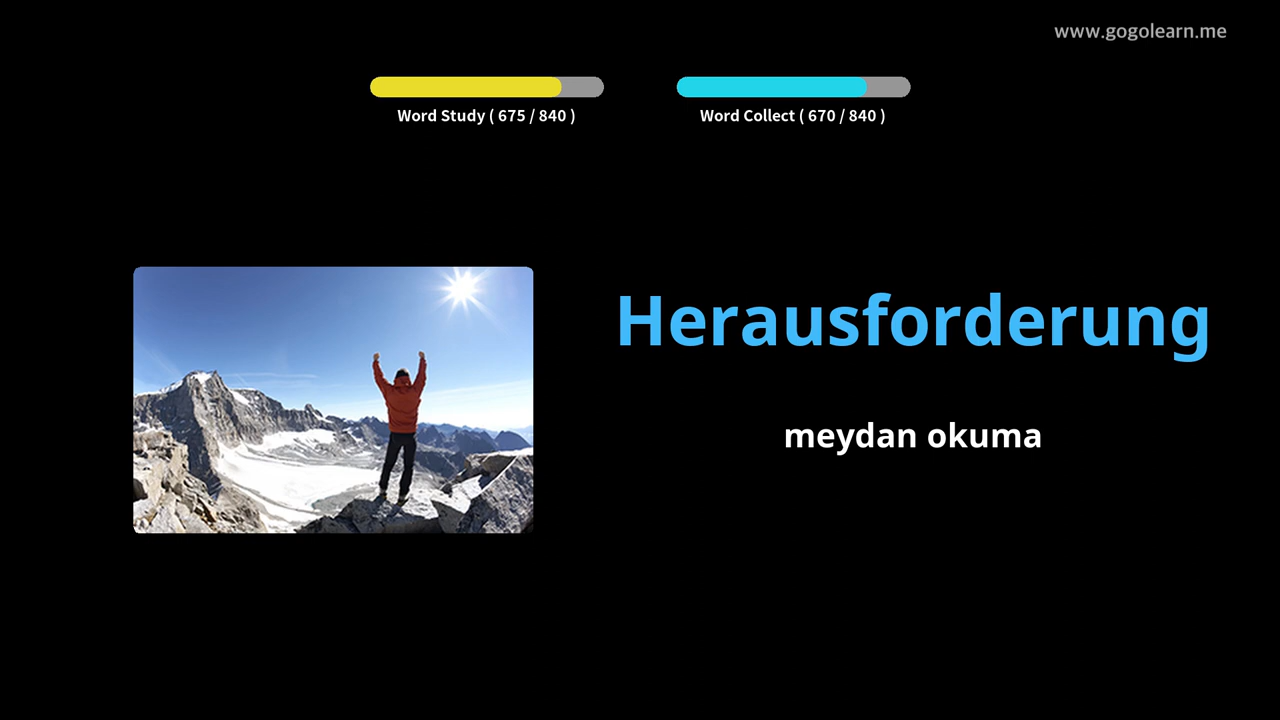 www.gogolearn.me
Word Study ( 675 / 840 )
Word Collect ( 670 / 840 )
Herausforderung
meydan okuma